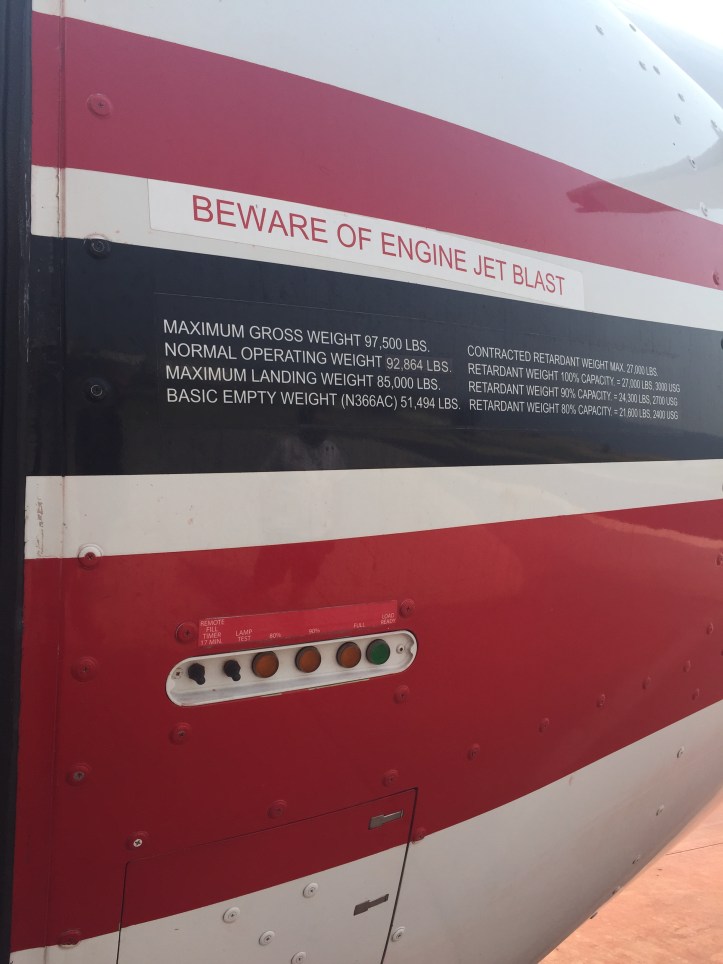 BEWARE OF ENGINE JET BLAST
MAXIMUM GROSS WEIGHT 97,500 LBS.
NORMAL OPERATING WEIGHT 92,864 LBS.
MAXIMUM LANDING WEIGHT 85,000 LBS.
BASIC EMPTY WEIGHT (N366AC) 51,494 LBS.
CONTRACTED RETARDANT WEIGHT MAX. 27,000 LBS.
RETARDANT WEIGHT 100% CAPACITY. = 27,000 LBS, 3000 USG
RETARDANT WEIGHT 90% CAPACITY. = 24,300 LBS, 2700 USG
RETARDANT WEIGHT 80% CAPACITY. = 21,600 LBS, 2400 USG
REMOTE
FILL
TIMER
17 MIN.
LAMP
TEST
80%
90%
FULL
LOAD
READY